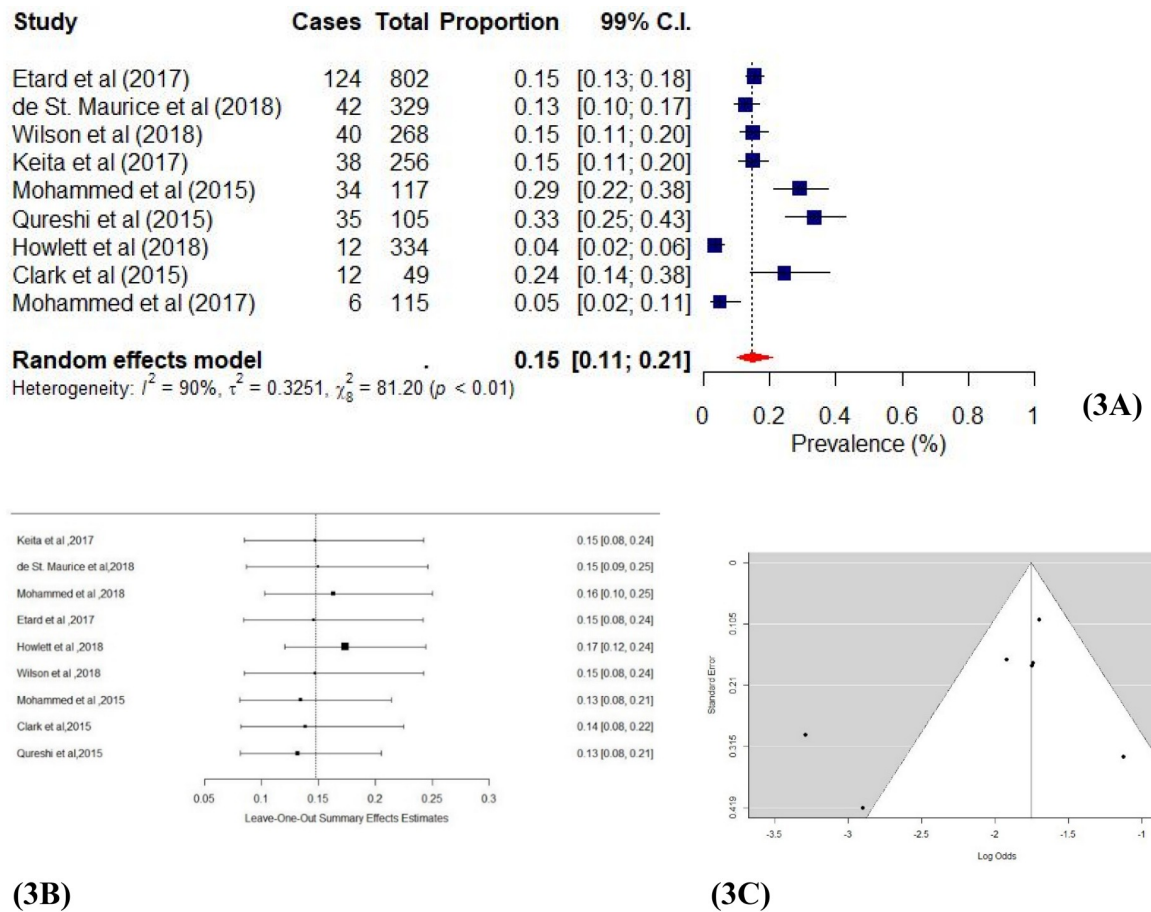 Study Cases Total Proportion 99% C.I.
Etard et al (2017) 124 802 0.15 [0.13; 0.18]
de St. Maurice et al (2018) 42 329 0.13 [0.10; 0.17]
Wilson et al (2018) 40 268 0.15 [0.11; 0.20]
Keita et al (2017) 38 256 0.15 [0.11; 0.20]
Mohammed et al (2015) 34 117 0.29 [0.22; 0.38]
Qureshi et al (2015) 35 105 0.33 [0.25; 0.43]
Howlett et al (2018) 12 334 0.04 [0.02; 0.06]
Clark et al (2015) 12 49 0.24 [0.14; 0.38]
Mohammed et al (2017) 6 115 0.05 [0.02; 0.11]
Random effects model . 0.15 [0.11; 0.21]
Heterogeneity: I² = 90%, τ² = 0.3251, χ²₈ = 81.20 (p < 0.01)
0 0.2 0.4 0.6 0.8 1
Prevalence (%)
(3A)
Keita et al ,2017 0.15 [0.08, 0.24]
de St. Maurice et al,2018 0.15 [0.09, 0.25]
Mohammed et al ,2018 0.16 [0.10, 0.25]
Etard et al ,2017 0.15 [0.08, 0.24]
Howlett et al ,2018 0.17 [0.12, 0.24]
Wilson et al ,2018 0.15 [0.08, 0.24]
Mohammed et al ,2015 0.13 [0.08, 0.21]
Clark et al,2015 0.14 [0.08, 0.22]
Qureshi et al,2015 0.13 [0.08, 0.21]
0.05 0.1 0.15 0.2 0.25 0.3
Leave-One-Out Summary Effects Estimates
(3B)
Standard Error
0
0.105
0.21
0.315
0.419
-3.5 -3 -2.5 -2 -1.5 -1
Log Odds
(3C)